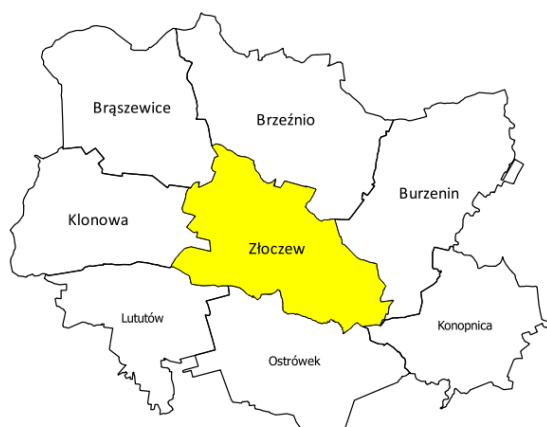 Brąszewice
Brzeźnio
Burzenin
Klonowa
Złoczew
Lututów
Konopnica
Ostrówek